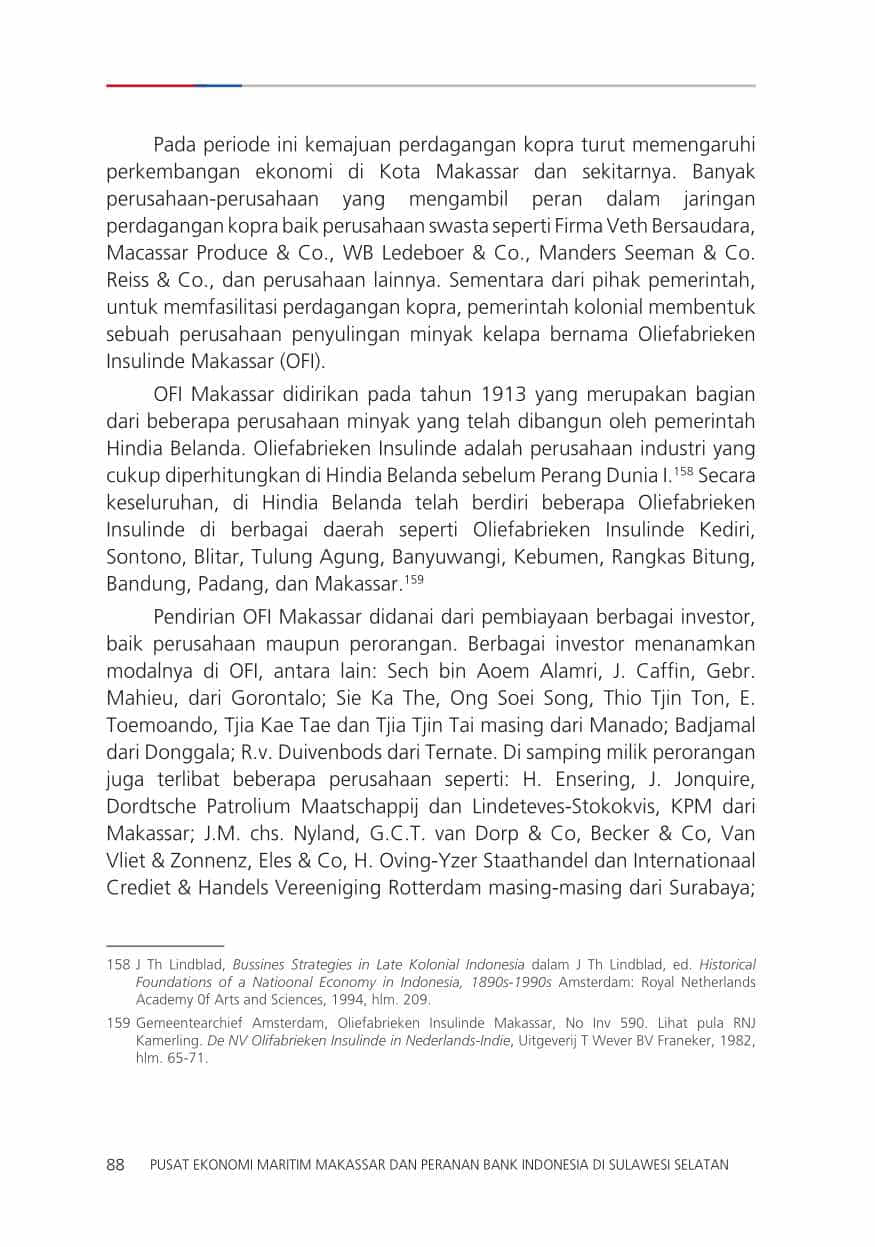 Pada periode ini kemajuan perdagangan kopra turut memengaruhi
perkembangan ekonomi di Kota Makassar dan sekitarnya. Banyak
perusahaan-perusahaan yang mengambil peran dalam jaringan
perdagangan kopra baik perusahaan swasta seperti Firma Veth Bersaudara,
Macassar Produce & Co., WB Ledeboer & Co., Manders Seeman & Co.
Reiss & Co., dan perusahaan lainnya. Sementara dari pihak pemerintah,
untuk memfasilitasi perdagangan kopra, pemerintah kolonial membentuk
sebuah perusahaan penyulingan minyak kelapa bernama Oliefabrieken
Insulinde Makassar (OFI).
OFI Makassar didirikan pada tahun 1913 yang merupakan bagian
dari beberapa perusahaan minyak yang telah dibangun oleh pemerintah
Hindia Belanda. Oliefabrieken Insulinde adalah perusahaan industri yang
cukup diperhitungkan di Hindia Belanda sebelum Perang Dunia I.158 Secara
keseluruhan, di Hindia Belanda telah berdiri beberapa Oliefabrieken
Insulinde di berbagai daerah seperti Oliefabrieken Insulinde Kediri,
Sontono, Blitar, Tulung Agung, Banyuwangi, Kebumen, Rangkas Bitung,
Bandung, Padang, dan Makassar.159
Pendirian OFI Makassar didanai dari pembiayaan berbagai investor,
baik perusahaan maupun perorangan. Berbagai investor menanamkan
modalnya di OFI, antara lain: Sech bin Aoem Alamri, J. Caffin, Gebr.
Mahieu, dari Gorontalo; Sie Ka The, Ong Soei Song, Thio Tjin Ton, E.
Toemoando, Tjia Kae Tae dan Tjia Tjin Tai masing dari Manado; Badjamal
dari Donggala; R.v. Duivenbods dari Ternate. Di samping milik perorangan
juga terlibat beberapa perusahaan seperti: H. Ensering, J. Jonquire,
Dordtsche Patrolium Maatschappij dan Lindeteves-Stokokvis, KPM dari
Makassar; J.M. chs. Nyland, G.C.T. van Dorp & Co, Becker & Co, Van
Vliet & Zonnenz, Eles & Co, H. Oving-Yzer Staathandel dan Internationaal
Crediet & Handels Vereeniging Rotterdam masing-masing dari Surabaya;
158 J Th Lindblad, Bussines Strategies in Late Kolonial Indonesia dalam J Th Lindblad, ed. Historical
Foundations of a Natioonal Economy in Indonesia, 1890s-1990s Amsterdam: Royal Netherlands
Academy 0f Arts and Sciences, 1994, hlm. 209.
159 Gemeentearchief Amsterdam, Oliefabrieken Insulinde Makassar, No Inv 590. Lihat pula RNJ
Kamerling. De NV Olifabrieken Insulinde in Nederlands-Indie, Uitgeverij T Wever BV Franeker, 1982,
hlm. 65-71.
88 PUSAT EKONOMI MARITIM MAKASSAR DAN PERANAN BANK INDONESIA DI SULAWESI SELATAN